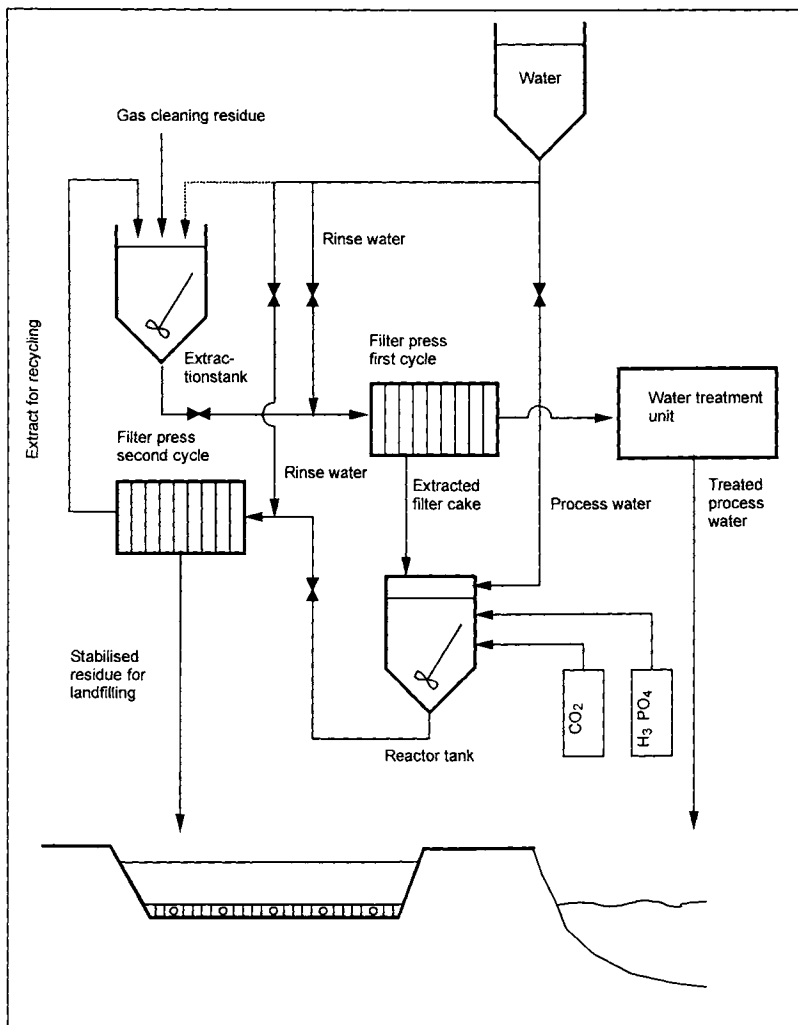 Water
Gas cleaning residue
Rinse water
Extract for recycling
Extrac-
tionstank
Filter press
first cycle
Water treatment
unit
Filter press
second cycle
Rinse water
Extracted
filter cake
Process water
Treated
process
water
Stabilised
residue for
landfilling
CO2
H3 PO4
Reactor tank